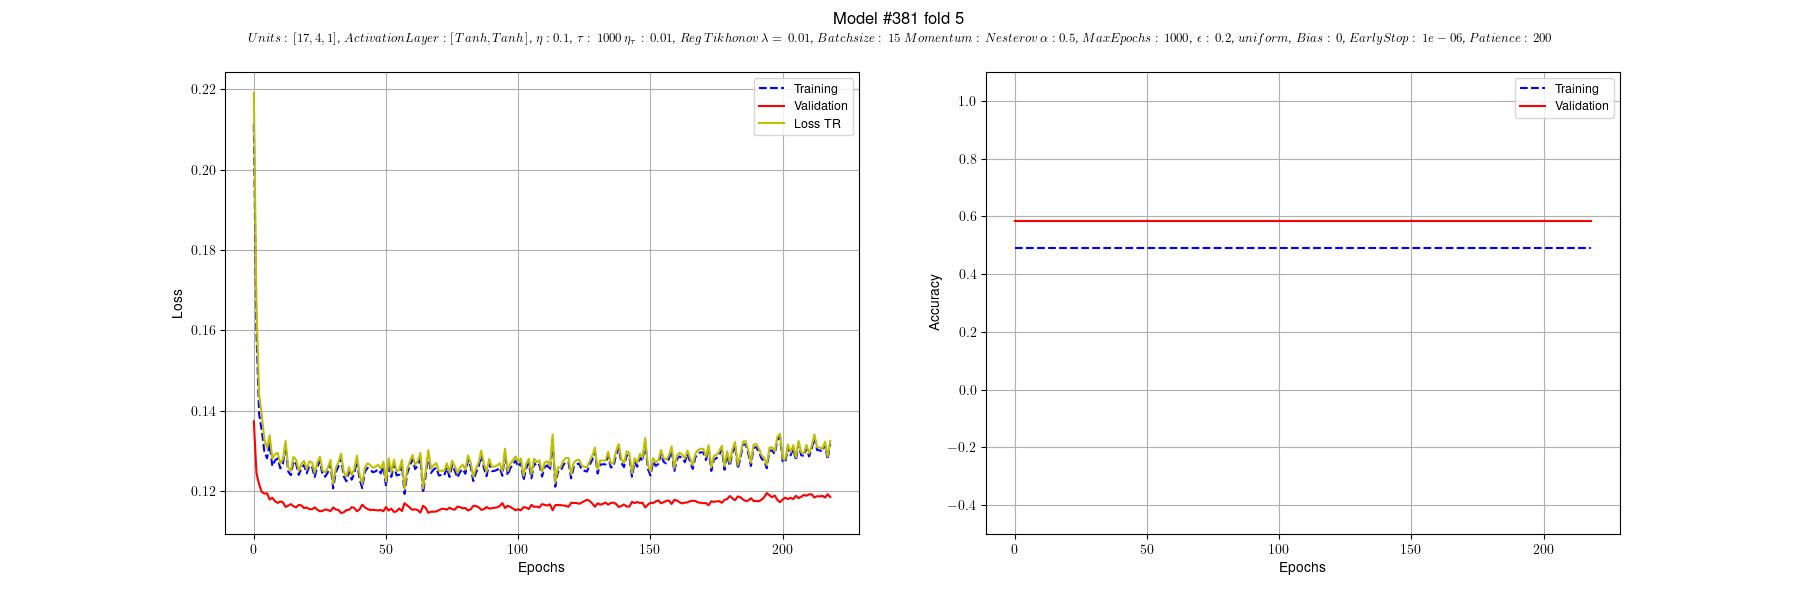 Model #381 fold 5
Units : [17, 4, 1], ActivationLayer : [Tanh, Tanh], η : 0.1, τ : 1000 η_τ : 0.01, Reg Tikhonov λ = 0.01, Batchsize : 15 Momentum : Nesterov α : 0.5, MaxEpochs : 1000, ϵ : 0.2, uniform, Bias : 0, EarlyStop : 1e − 06, Patience : 200
Loss
0.22
0.20
0.18
0.16
0.14
0.12
0
50
100
150
200
Epochs
Training
Validation
Loss TR
Accuracy
1.0
0.8
0.6
0.4
0.2
0.0
−0.2
−0.4
0
50
100
150
200
Epochs
Training
Validation